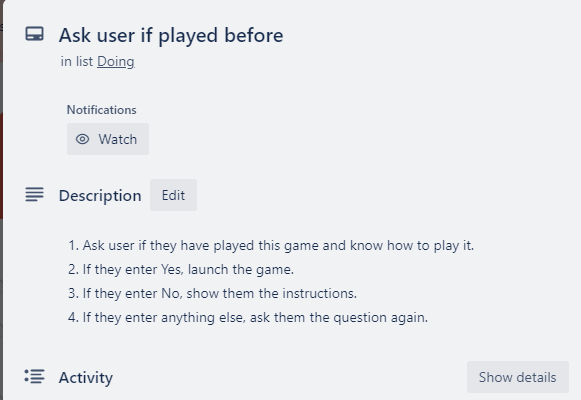 Ask user if played before
in list Doing
Notifications
Watch
Description Edit
1. Ask user if they have played this game and know how to play it.
2. If they enter Yes, launch the game.
3. If they enter No, show them the instructions.
4. If they enter anything else, ask them the question again.
Activity Show details